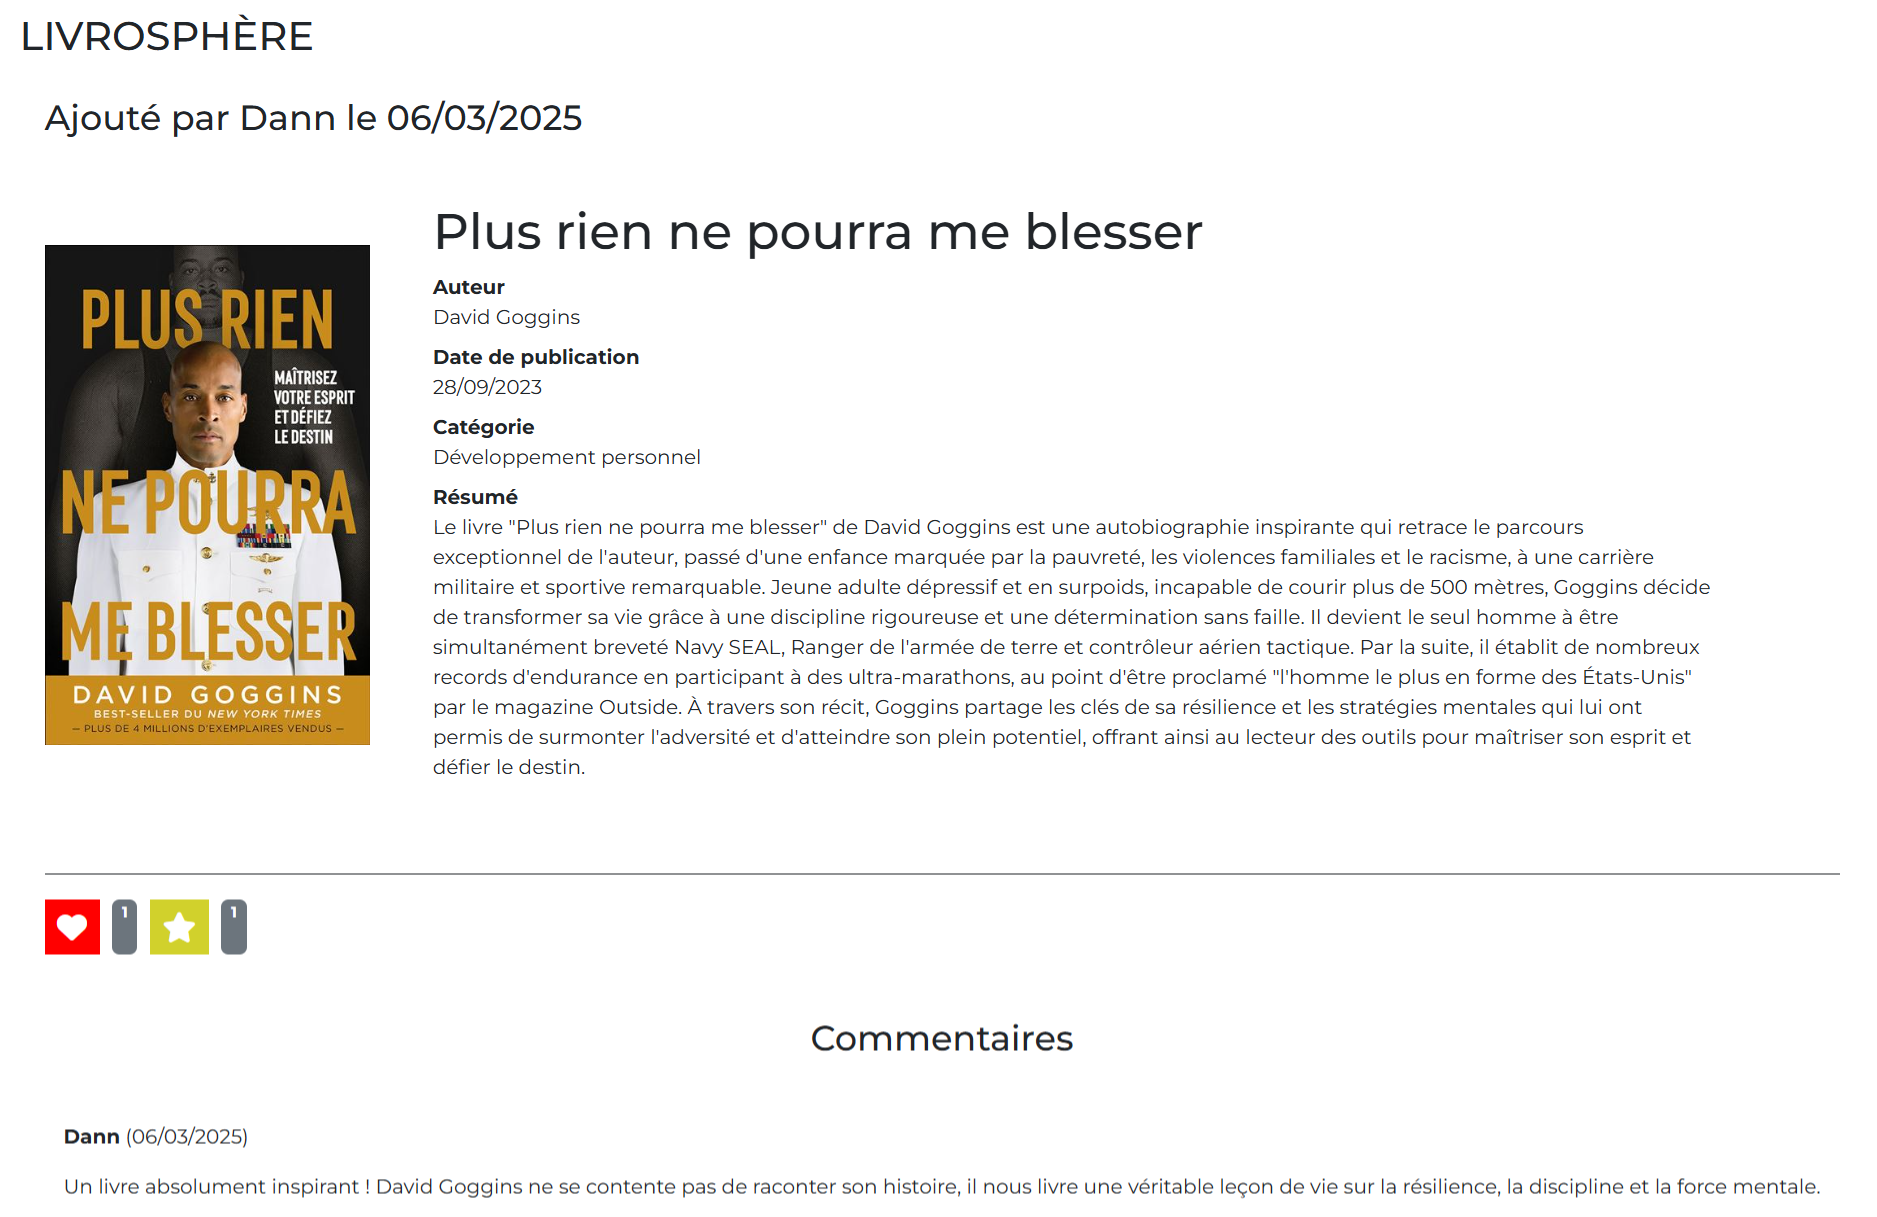 LIVROSPHÈRE
Ajouté par Dann le 06/03/2025
PLUS RIEN
MAÎTRISEZ
VOTRE ESPRIT
ET DÉFIEZ
LE DESTIN
NE POURRA
ME BLESSER
DAVID GOGGINS
BEST-SELLER DU NEW YORK TIMES
— PLUS DE 4 MILLIONS D'EXEMPLAIRES VENDUS —
Plus rien ne pourra me blesser
Auteur
David Goggins
Date de publication
28/09/2023
Catégorie
Développement personnel
Résumé
Le livre "Plus rien ne pourra me blesser" de David Goggins est une autobiographie inspirante qui retrace le parcours
exceptionnel de l'auteur, passé d'une enfance marquée par la pauvreté, les violences familiales et le racisme, à une carrière
militaire et sportive remarquable. Jeune adulte dépressif et en surpoids, incapable de courir plus de 500 mètres, Goggins décide
de transformer sa vie grâce à une discipline rigoureuse et une détermination sans faille. Il devient le seul homme à être
simultanément breveté Navy SEAL, Ranger de l'armée de terre et contrôleur aérien tactique. Par la suite, il établit de nombreux
records d'endurance en participant à des ultra-marathons, au point d'être proclamé "l'homme le plus en forme des États-Unis"
par le magazine Outside. À travers son récit, Goggins partage les clés de sa résilience et les stratégies mentales qui lui ont
permis de surmonter l'adversité et d'atteindre son plein potentiel, offrant ainsi au lecteur des outils pour maîtriser son esprit et
défier le destin.
1 1
Commentaires
Dann (06/03/2025)
Un livre absolument inspirant ! David Goggins ne se contente pas de raconter son histoire, il nous livre une véritable leçon de vie sur la résilience, la discipline et la force mentale.